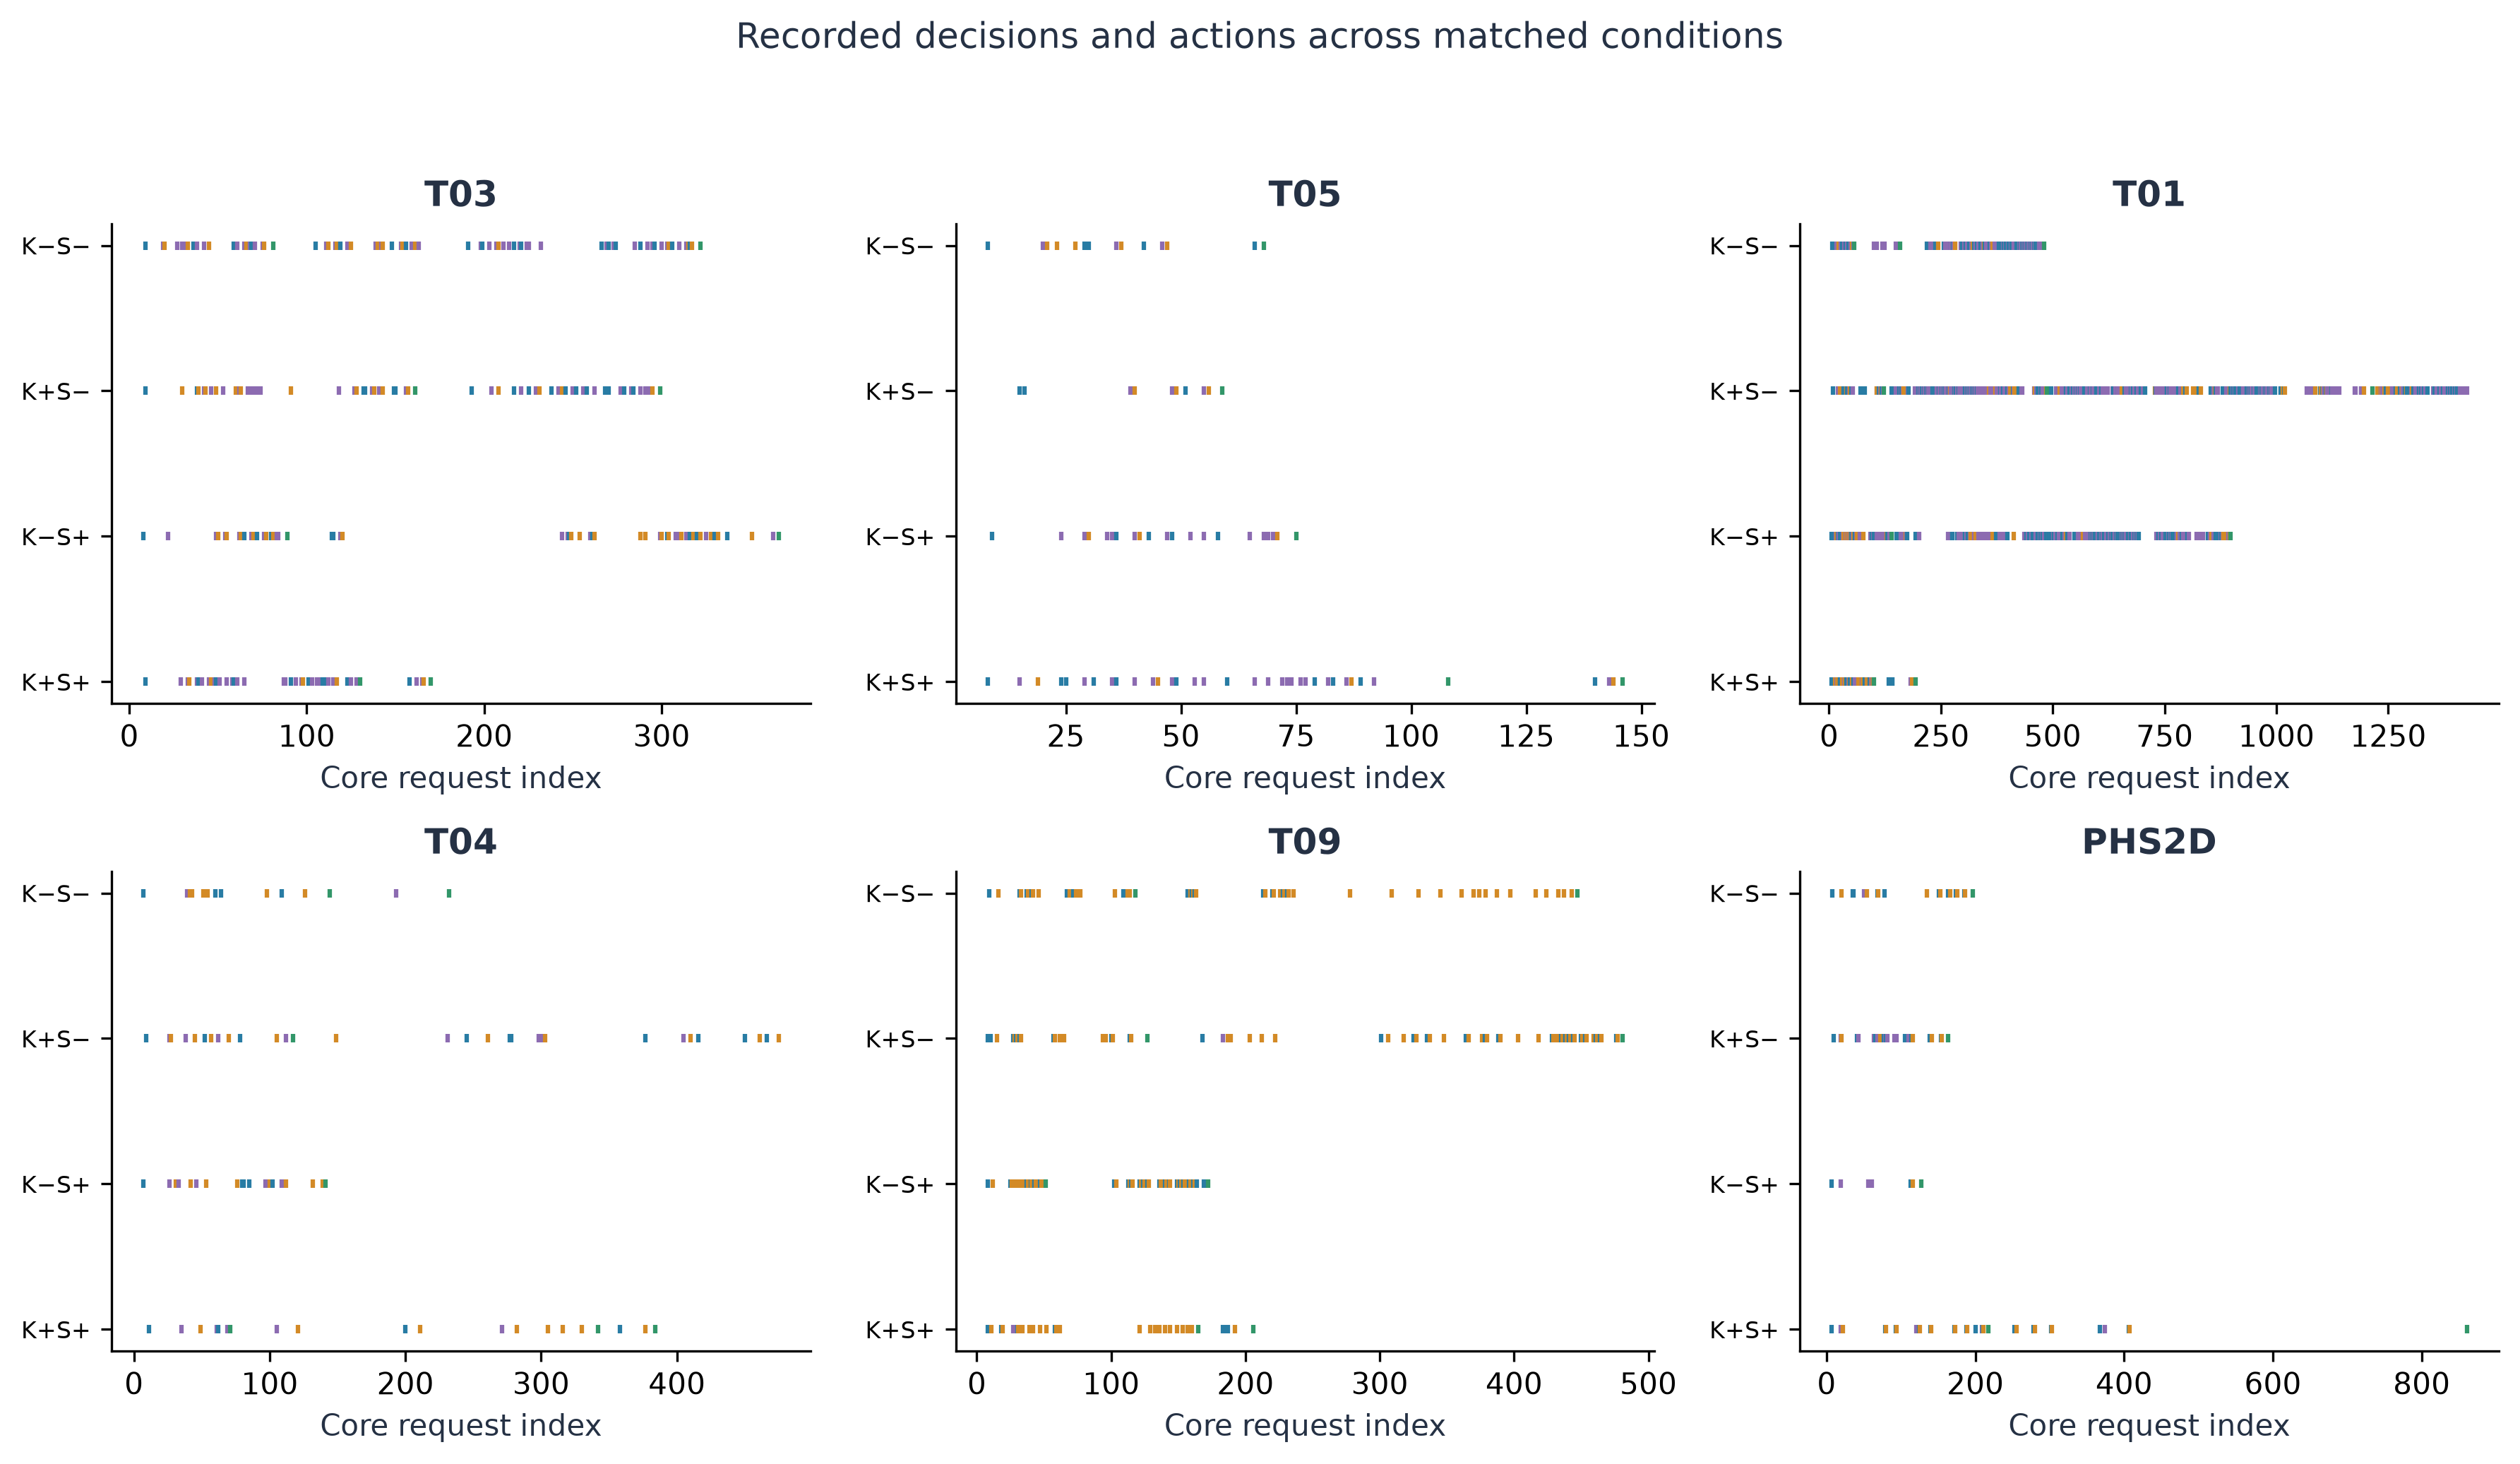 Recorded decisions and actions across matched conditions
T03
K−S−
K+S−
K−S+
K+S+
0 100 200 300
Core request index
T05
K−S−
K+S−
K−S+
K+S+
25 50 75 100 125 150
Core request index
T01
K−S−
K+S−
K−S+
K+S+
0 250 500 750 1000 1250
Core request index
T04
K−S−
K+S−
K−S+
K+S+
0 100 200 300 400
Core request index
T09
K−S−
K+S−
K−S+
K+S+
0 100 200 300 400 500
Core request index
PHS2D
K−S−
K+S−
K−S+
K+S+
0 200 400 600 800
Core request index